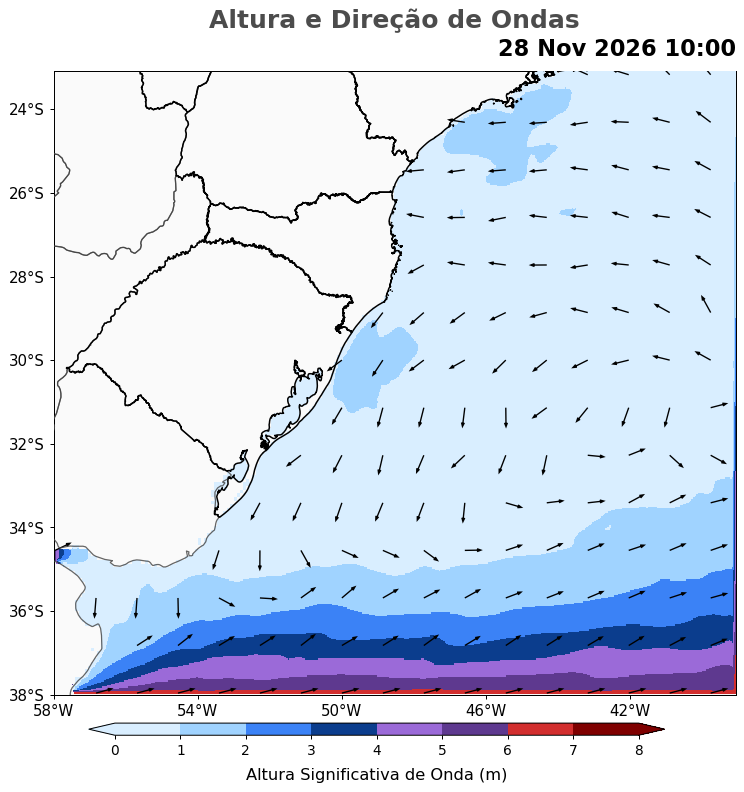 Altura e Direção de Ondas
28 Nov 2026 10:00
24°S
26°S
28°S
30°S
32°S
34°S
36°S
38°S
58°W 54°W 50°W 46°W 42°W
0 1 2 3 4 5 6 7 8
Altura Significativa de Onda (m)